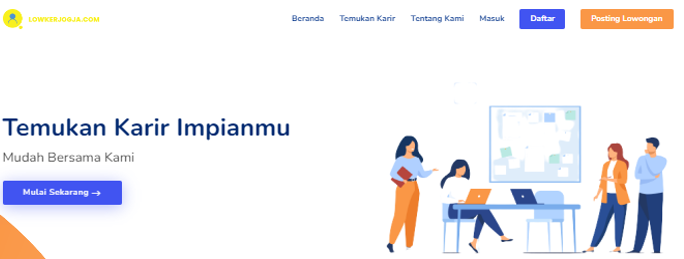 LOWKERJOGJA.COM
Beranda Temukan Karir Tentang Kami Masuk Daftar Posting Lowongan
Temukan Karir Impianmu
Mudah Bersama Kami
Mulai Sekarang →